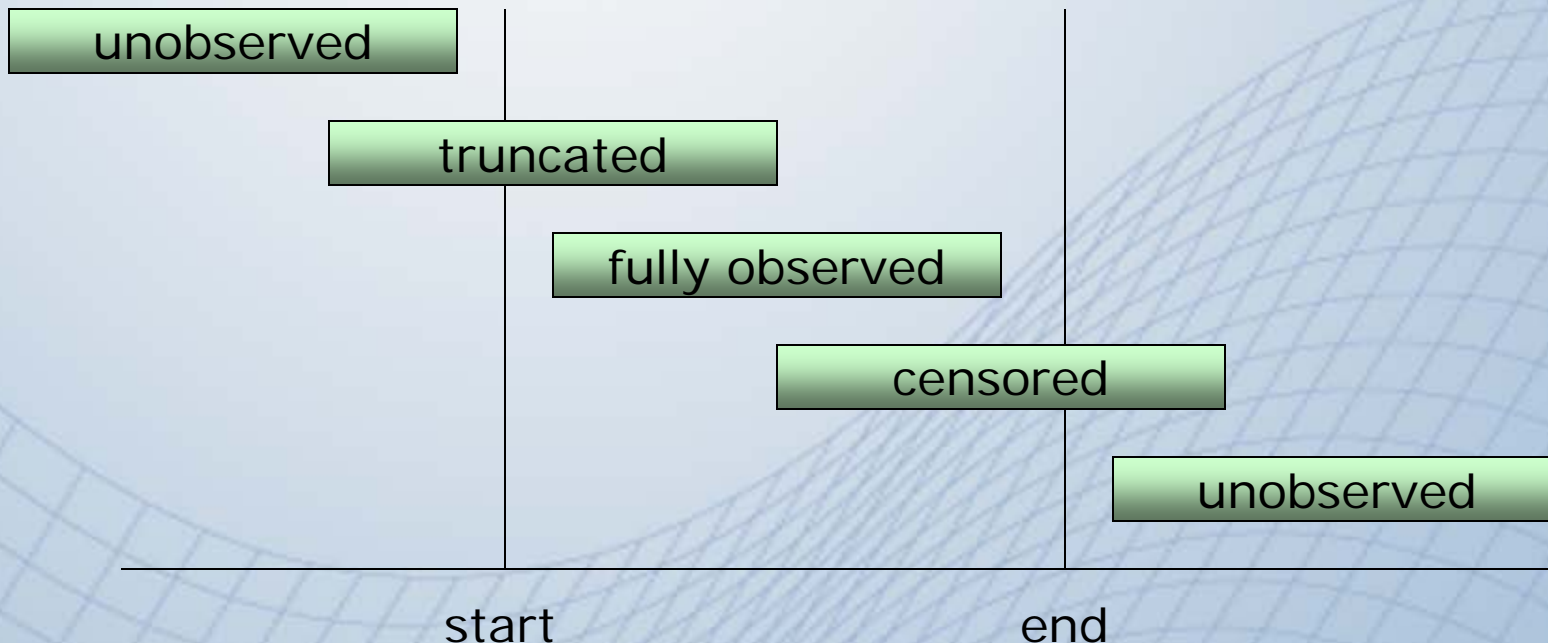 unobserved
truncated
fully observed
censored
unobserved
start end